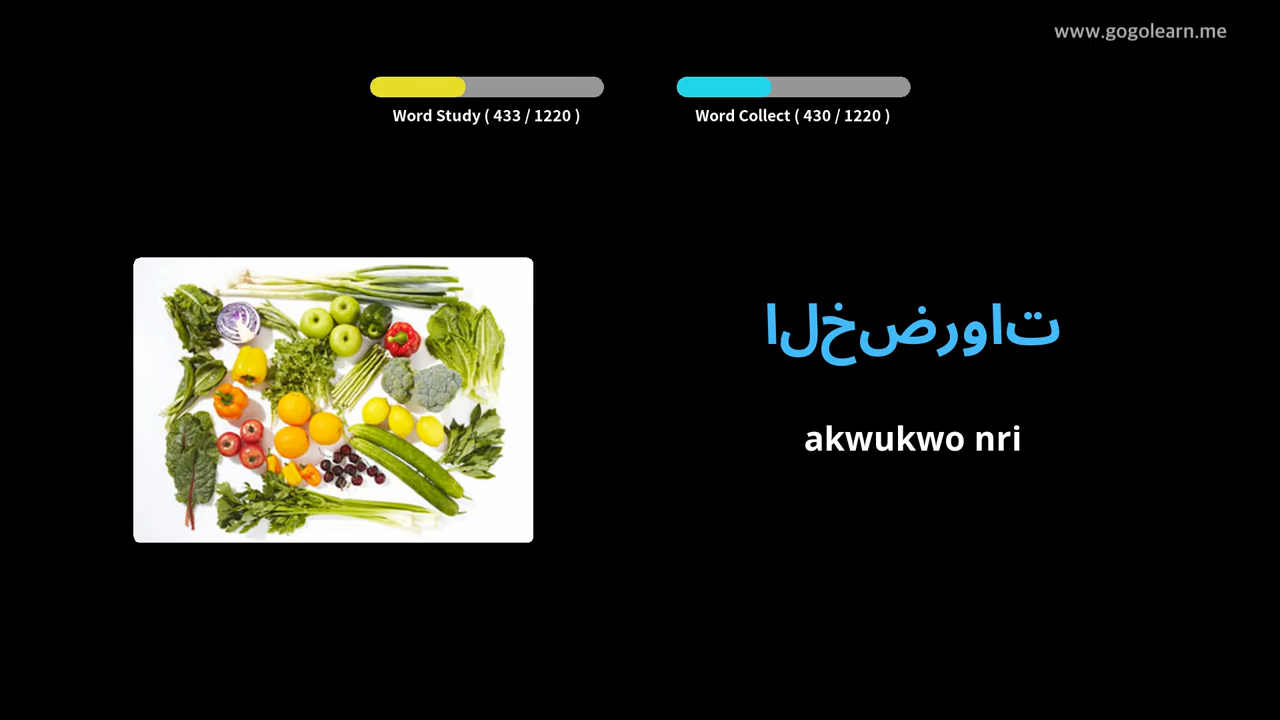 www.gogolearn.me
Word Study ( 433 / 1220 )
Word Collect ( 430 / 1220 )
الخضروات
akwukwo nri